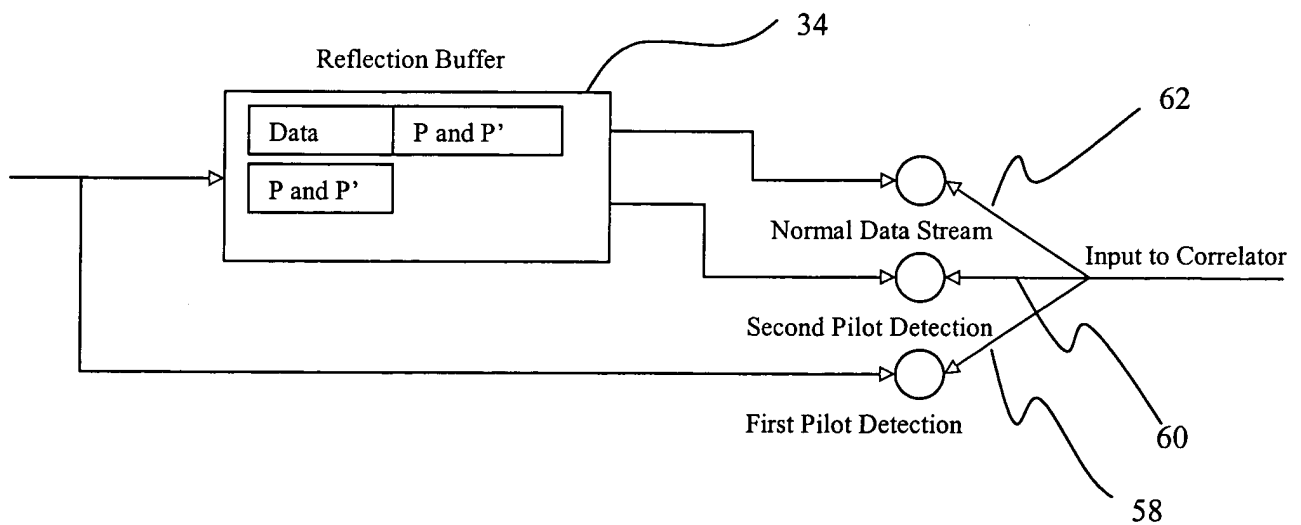 34
Reflection Buffer
62
Data
P and P'
P and P'
Normal Data Stream
Input to Correlator
Second Pilot Detection
First Pilot Detection
60
58